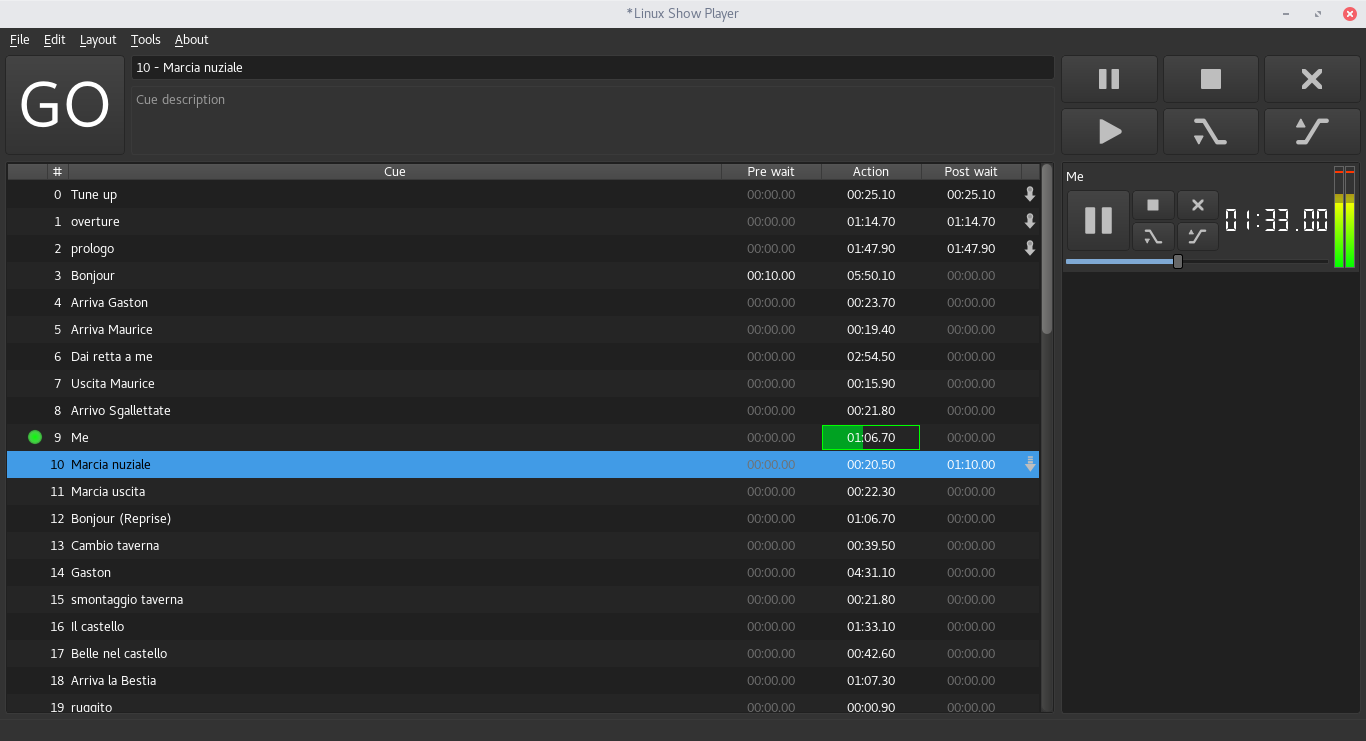 *Linux Show Player
File Edit Layout Tools About
GO
10 - Marcia nuziale
Cue description
# Cue Pre wait Action Post wait
0 Tune up 00:00.00 00:25.10 00:25.10
1 overture 00:00.00 01:14.70 01:14.70
2 prologo 00:00.00 01:47.90 01:47.90
3 Bonjour 00:10.00 05:50.10 00:00.00
4 Arriva Gaston 00:00.00 00:23.70 00:00.00
5 Arriva Maurice 00:00.00 00:19.40 00:00.00
6 Dai retta a me 00:00.00 02:54.50 00:00.00
7 Uscita Maurice 00:00.00 00:15.90 00:00.00
8 Arrivo Sgallettate 00:00.00 00:21.80 00:00.00
9 Me 00:00.00 01:06.70 00:00.00
10 Marcia nuziale 00:00.00 00:20.50 01:10.00
11 Marcia uscita 00:00.00 00:22.30 00:00.00
12 Bonjour (Reprise) 00:00.00 01:06.70 00:00.00
13 Cambio taverna 00:00.00 00:39.50 00:00.00
14 Gaston 00:00.00 04:31.10 00:00.00
15 smontaggio taverna 00:00.00 00:21.80 00:00.00
16 Il castello 00:00.00 01:33.10 00:00.00
17 Belle nel castello 00:00.00 00:42.60 00:00.00
18 Arriva la Bestia 00:00.00 01:07.30 00:00.00
19 ruggito 00:00.00 00:00.90 00:00.00
Me
01:33.00